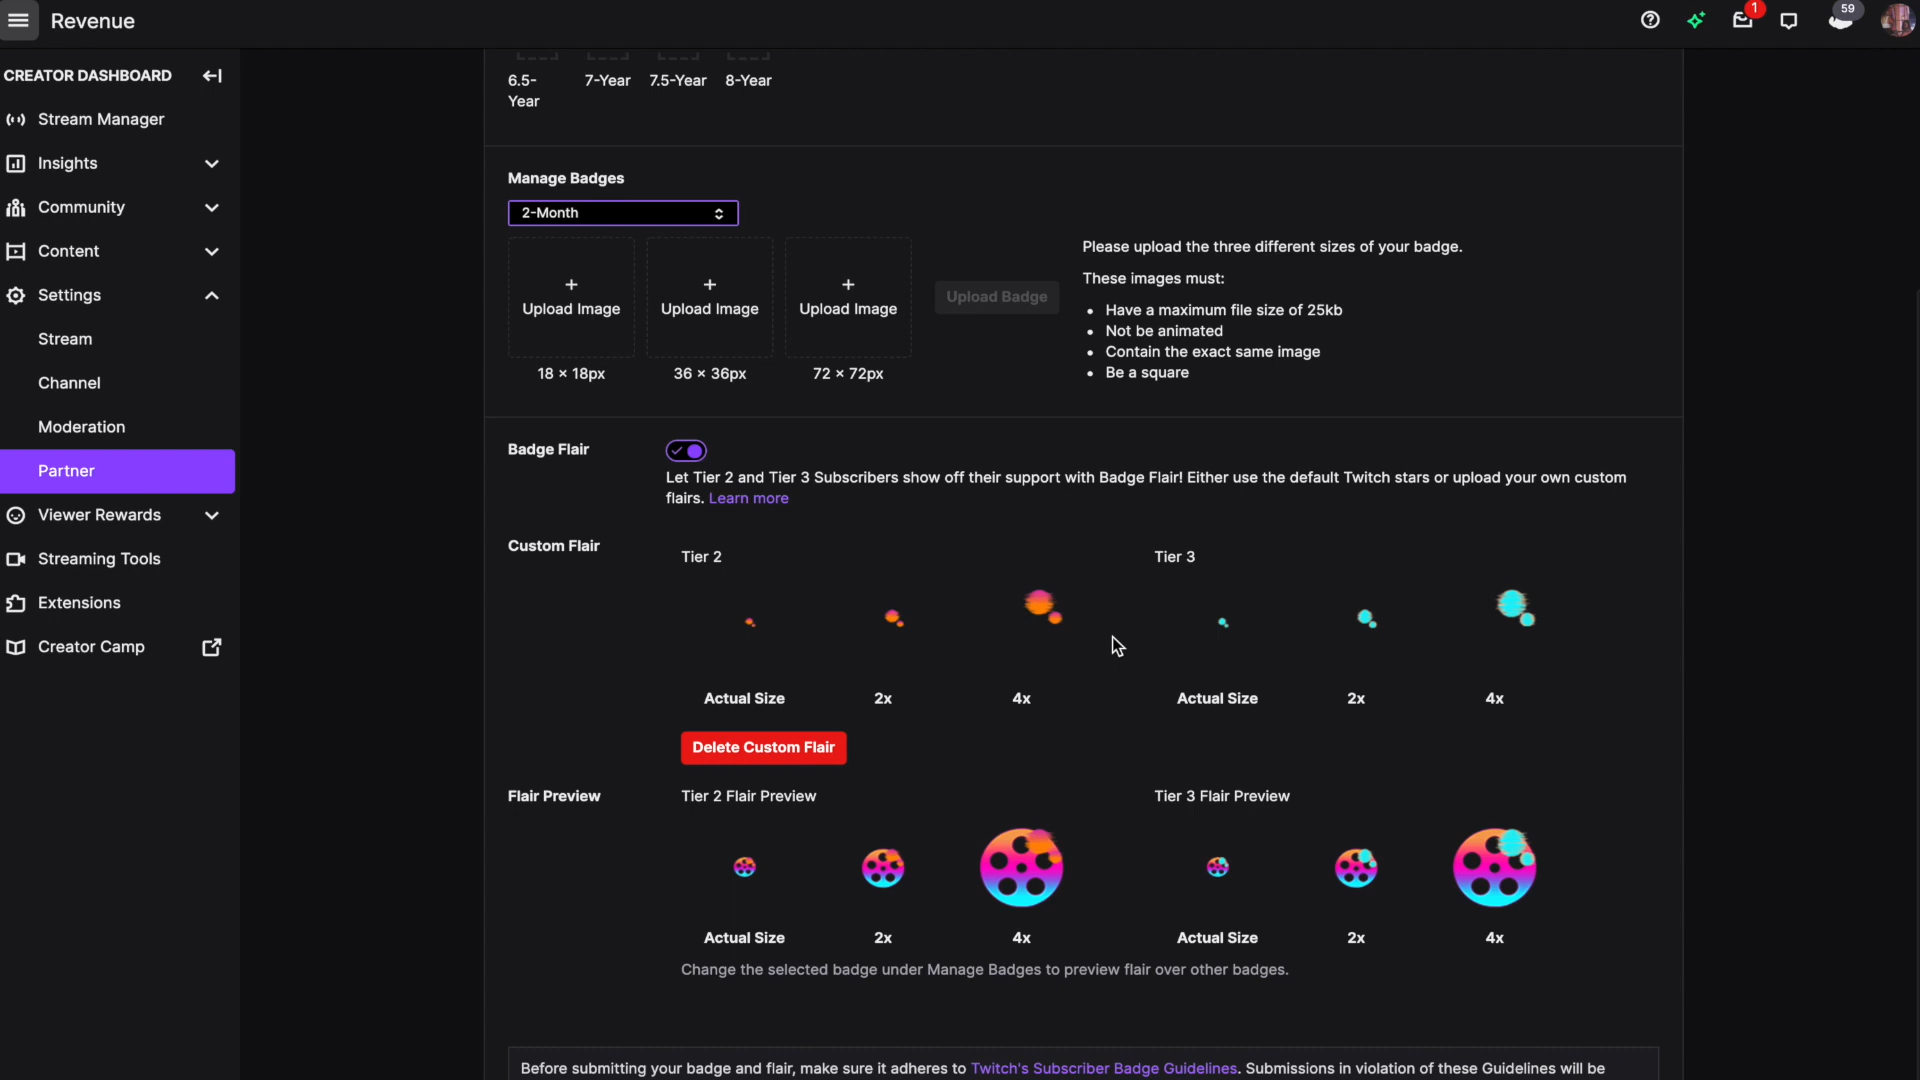 Revenue
1
59
CREATOR DASHBOARD
Stream Manager
Insights
Community
Content
Settings
Stream
Channel
Moderation
Partner
Viewer Rewards
Streaming Tools
Extensions
Creator Camp
6.5-
Year
7-Year
7.5-Year
8-Year
Manage Badges
2-Month
+
Upload Image
18 × 18px
+
Upload Image
36 × 36px
+
Upload Image
72 × 72px
Upload Badge
Please upload the three different sizes of your badge.
These images must:
• Have a maximum file size of 25kb
• Not be animated
• Contain the exact same image
• Be a square
Badge Flair
Let Tier 2 and Tier 3 Subscribers show off their support with Badge Flair! Either use the default Twitch stars or upload your own custom
flairs. Learn more
Custom Flair
Tier 2
Actual Size
2x
4x
Tier 3
Actual Size
2x
4x
Delete Custom Flair
Flair Preview
Tier 2 Flair Preview
Actual Size
2x
4x
Tier 3 Flair Preview
Actual Size
2x
4x
Change the selected badge under Manage Badges to preview flair over other badges.
Before submitting your badge and flair, make sure it adheres to Twitch's Subscriber Badge Guidelines. Submissions in violation of these Guidelines will be